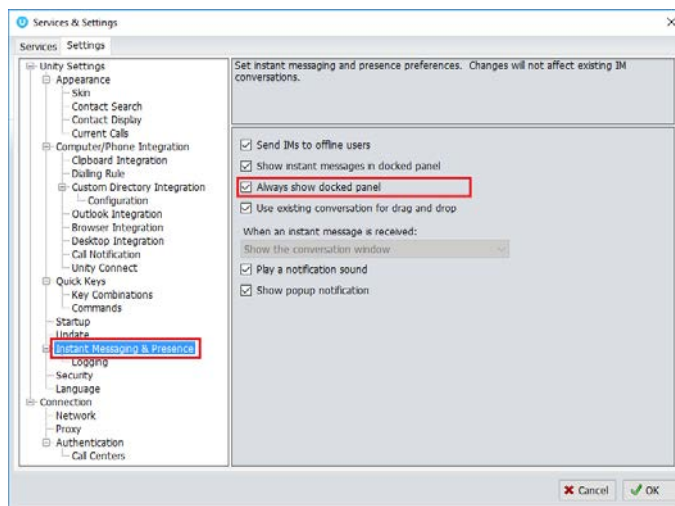 Services & Settings
Services Settings
Unity Settings
Appearance
Skin
Contact Search
Contact Display
Current Calls
Computer/Phone Integration
Clipboard Integration
Dialing Rule
Custom Directory Integration
Configuration
Outlook Integration
Browser Integration
Desktop Integration
Call Notification
Unity Connect
Quick Keys
Key Combinations
Commands
Startup
Update
Instant Messaging & Presence
Logging
Security
Language
Connection
Network
Proxy
Authentication
Call Centers
Set instant messaging and presence preferences. Changes will not affect existing IM
conversations.
Send IMs to offline users
Show instant messages in docked panel
Always show docked panel
Use existing conversation for drag and drop
When an instant message is received:
Show the conversation window
Play a notification sound
Show popup notification
Cancel OK